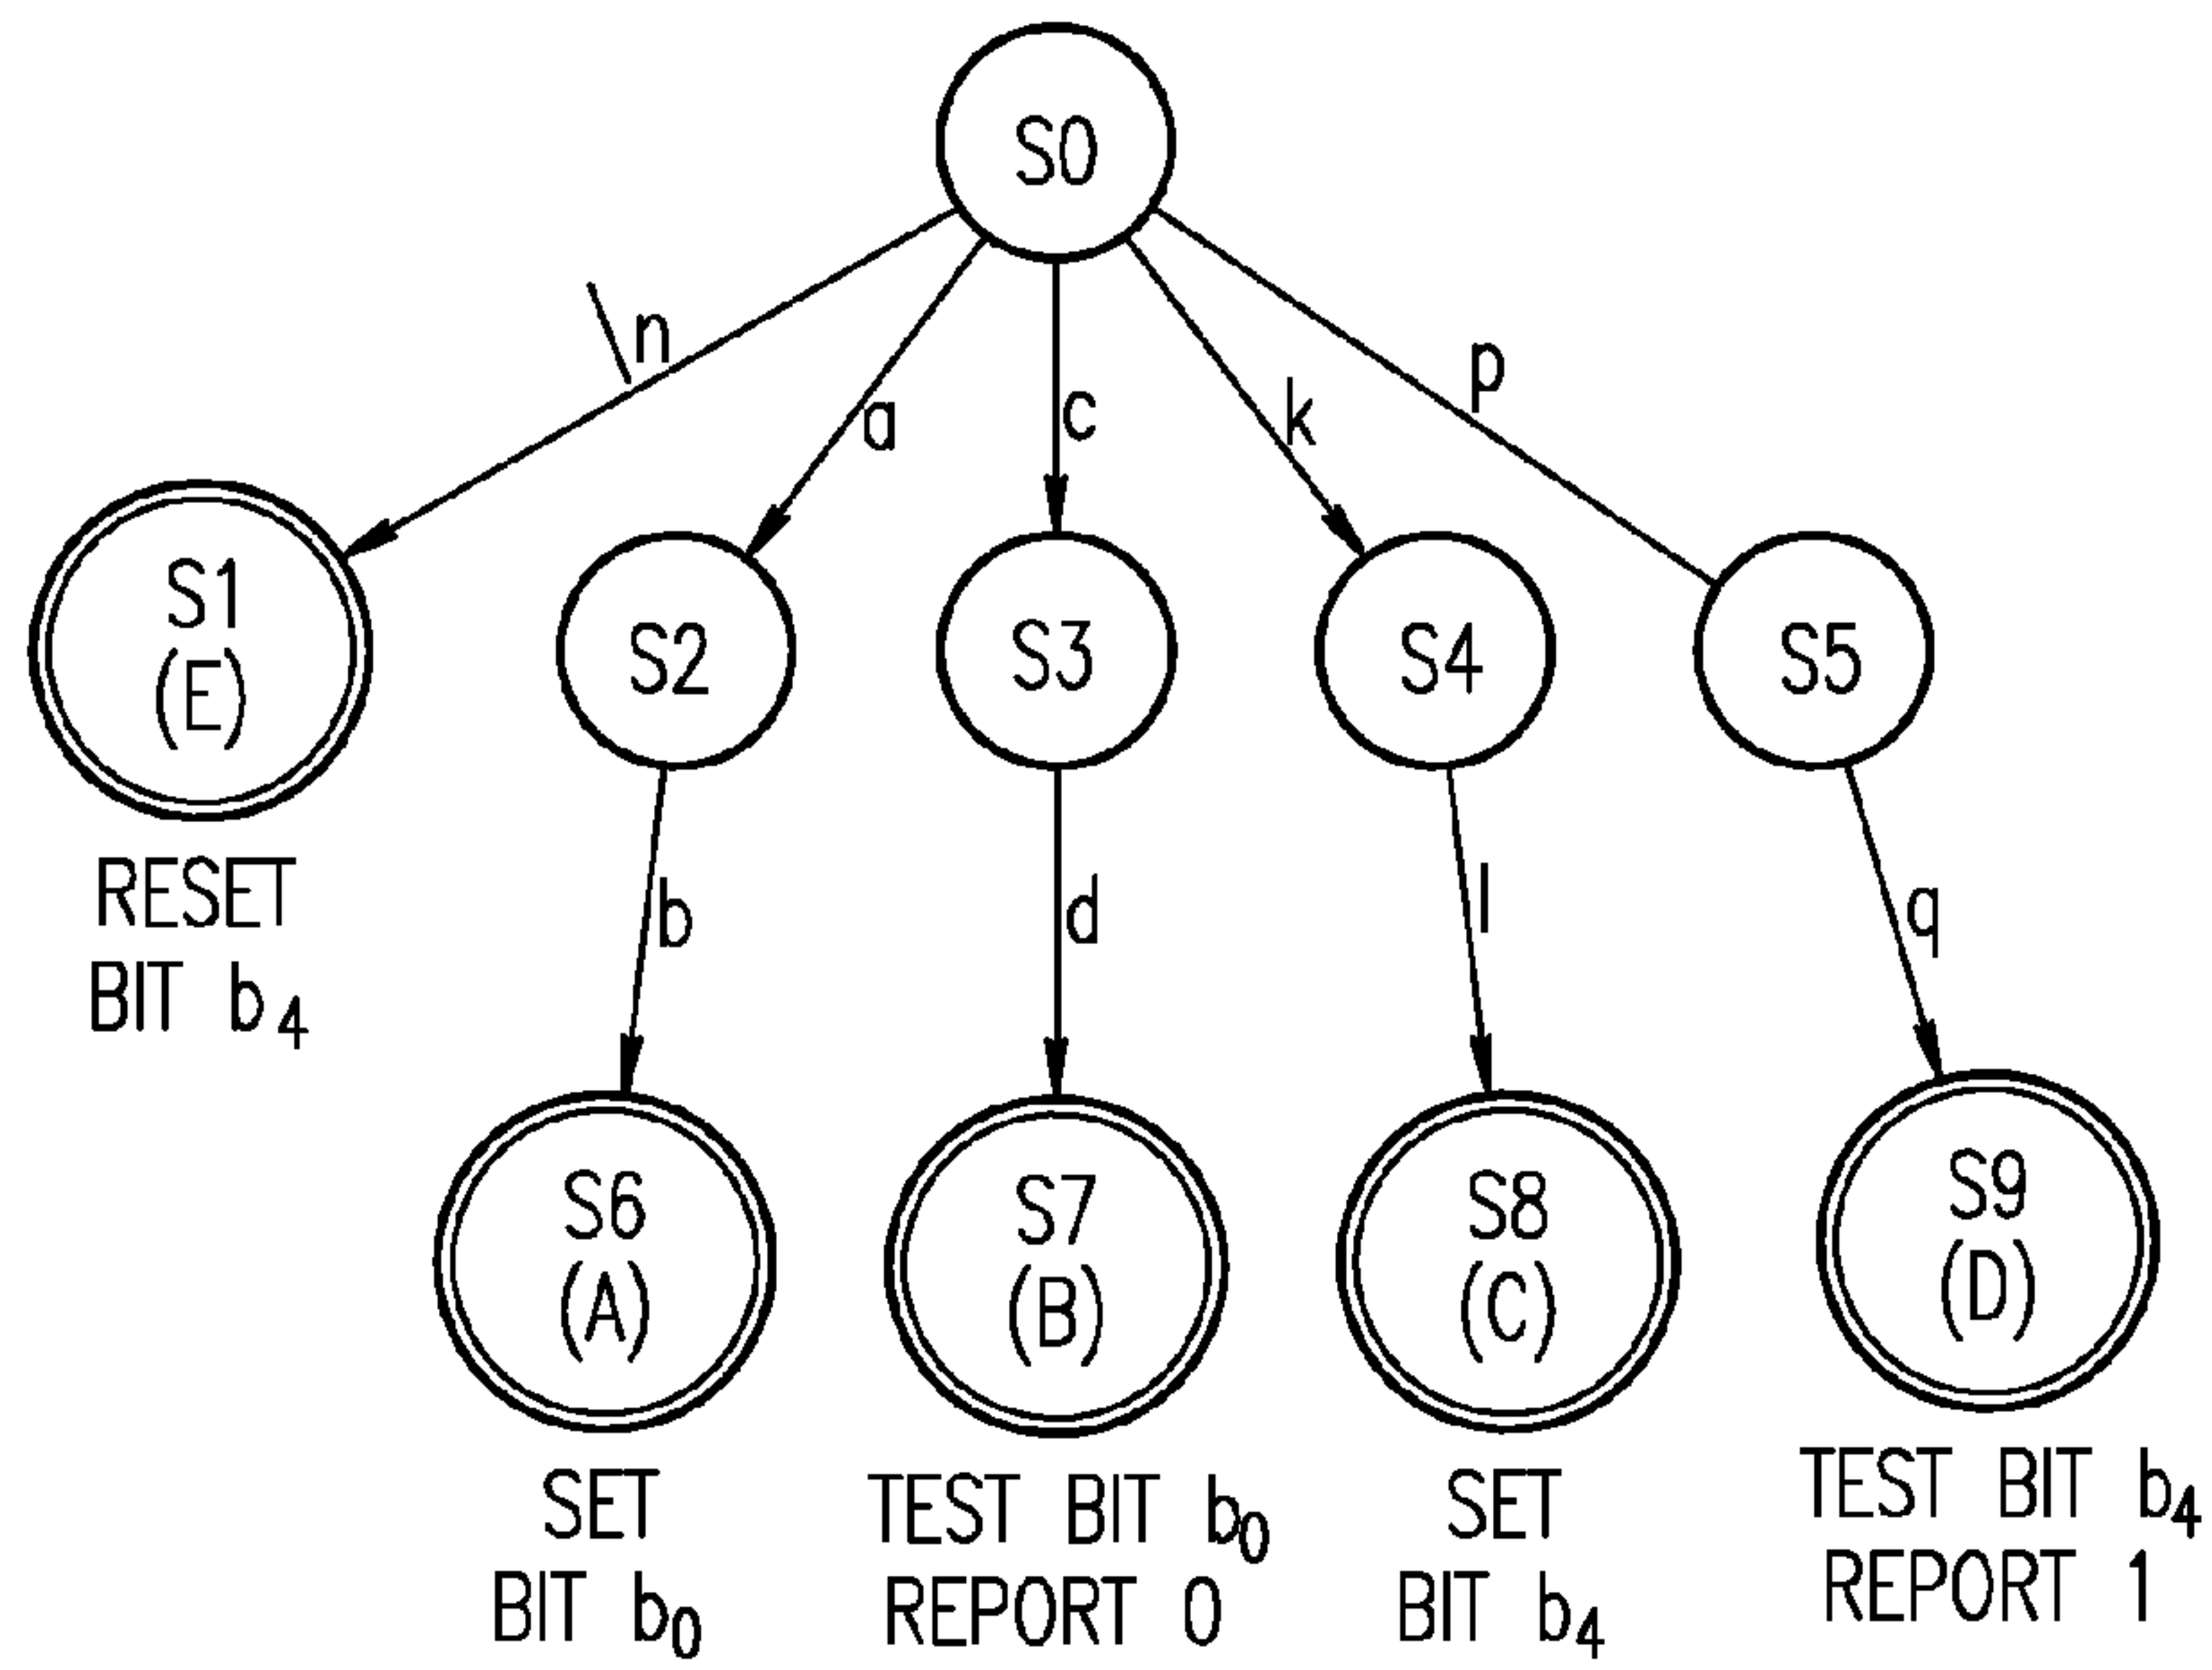 S0
\n
a
c
k
p
S1
(E)
S2
S3
S4
S5
RESET
BIT b4
b
d
l
q
S6
(A)
S7
(B)
S8
(C)
S9
(D)
SET
BIT b0
TEST BIT b0
REPORT 0
SET
BIT b4
TEST BIT b4
REPORT 1